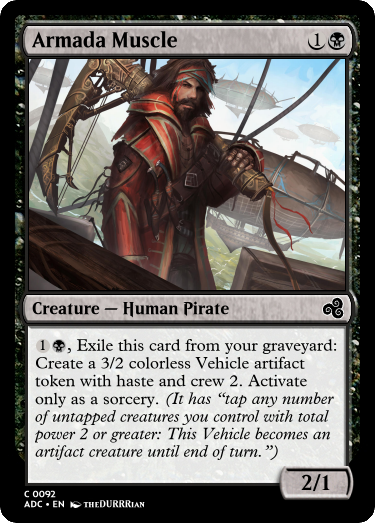 Armada Muscle 1
Creature — Human Pirate
1 , Exile this card from your graveyard:
Create a 3/2 colorless Vehicle artifact
token with haste and crew 2. Activate
only as a sorcery. (It has “tap any number
of untapped creatures you control with total
power 2 or greater: This Vehicle becomes an
artifact creature until end of turn.”)
2/1
C 0092
ADC • EN theDURRRian